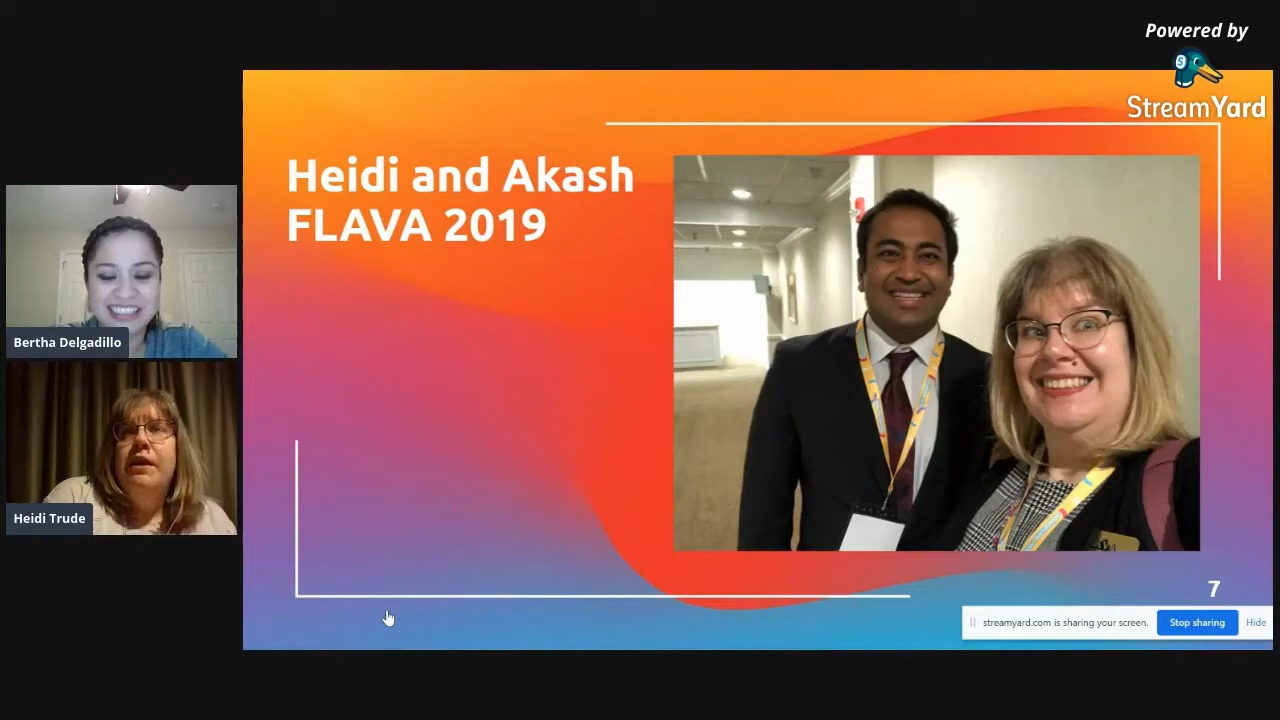 Powered by
StreamYard
Heidi and Akash
FLAVA 2019
Bertha Delgadillo
Heidi Trude
7
streamyard.com is sharing your screen.
Stop sharing
Hide